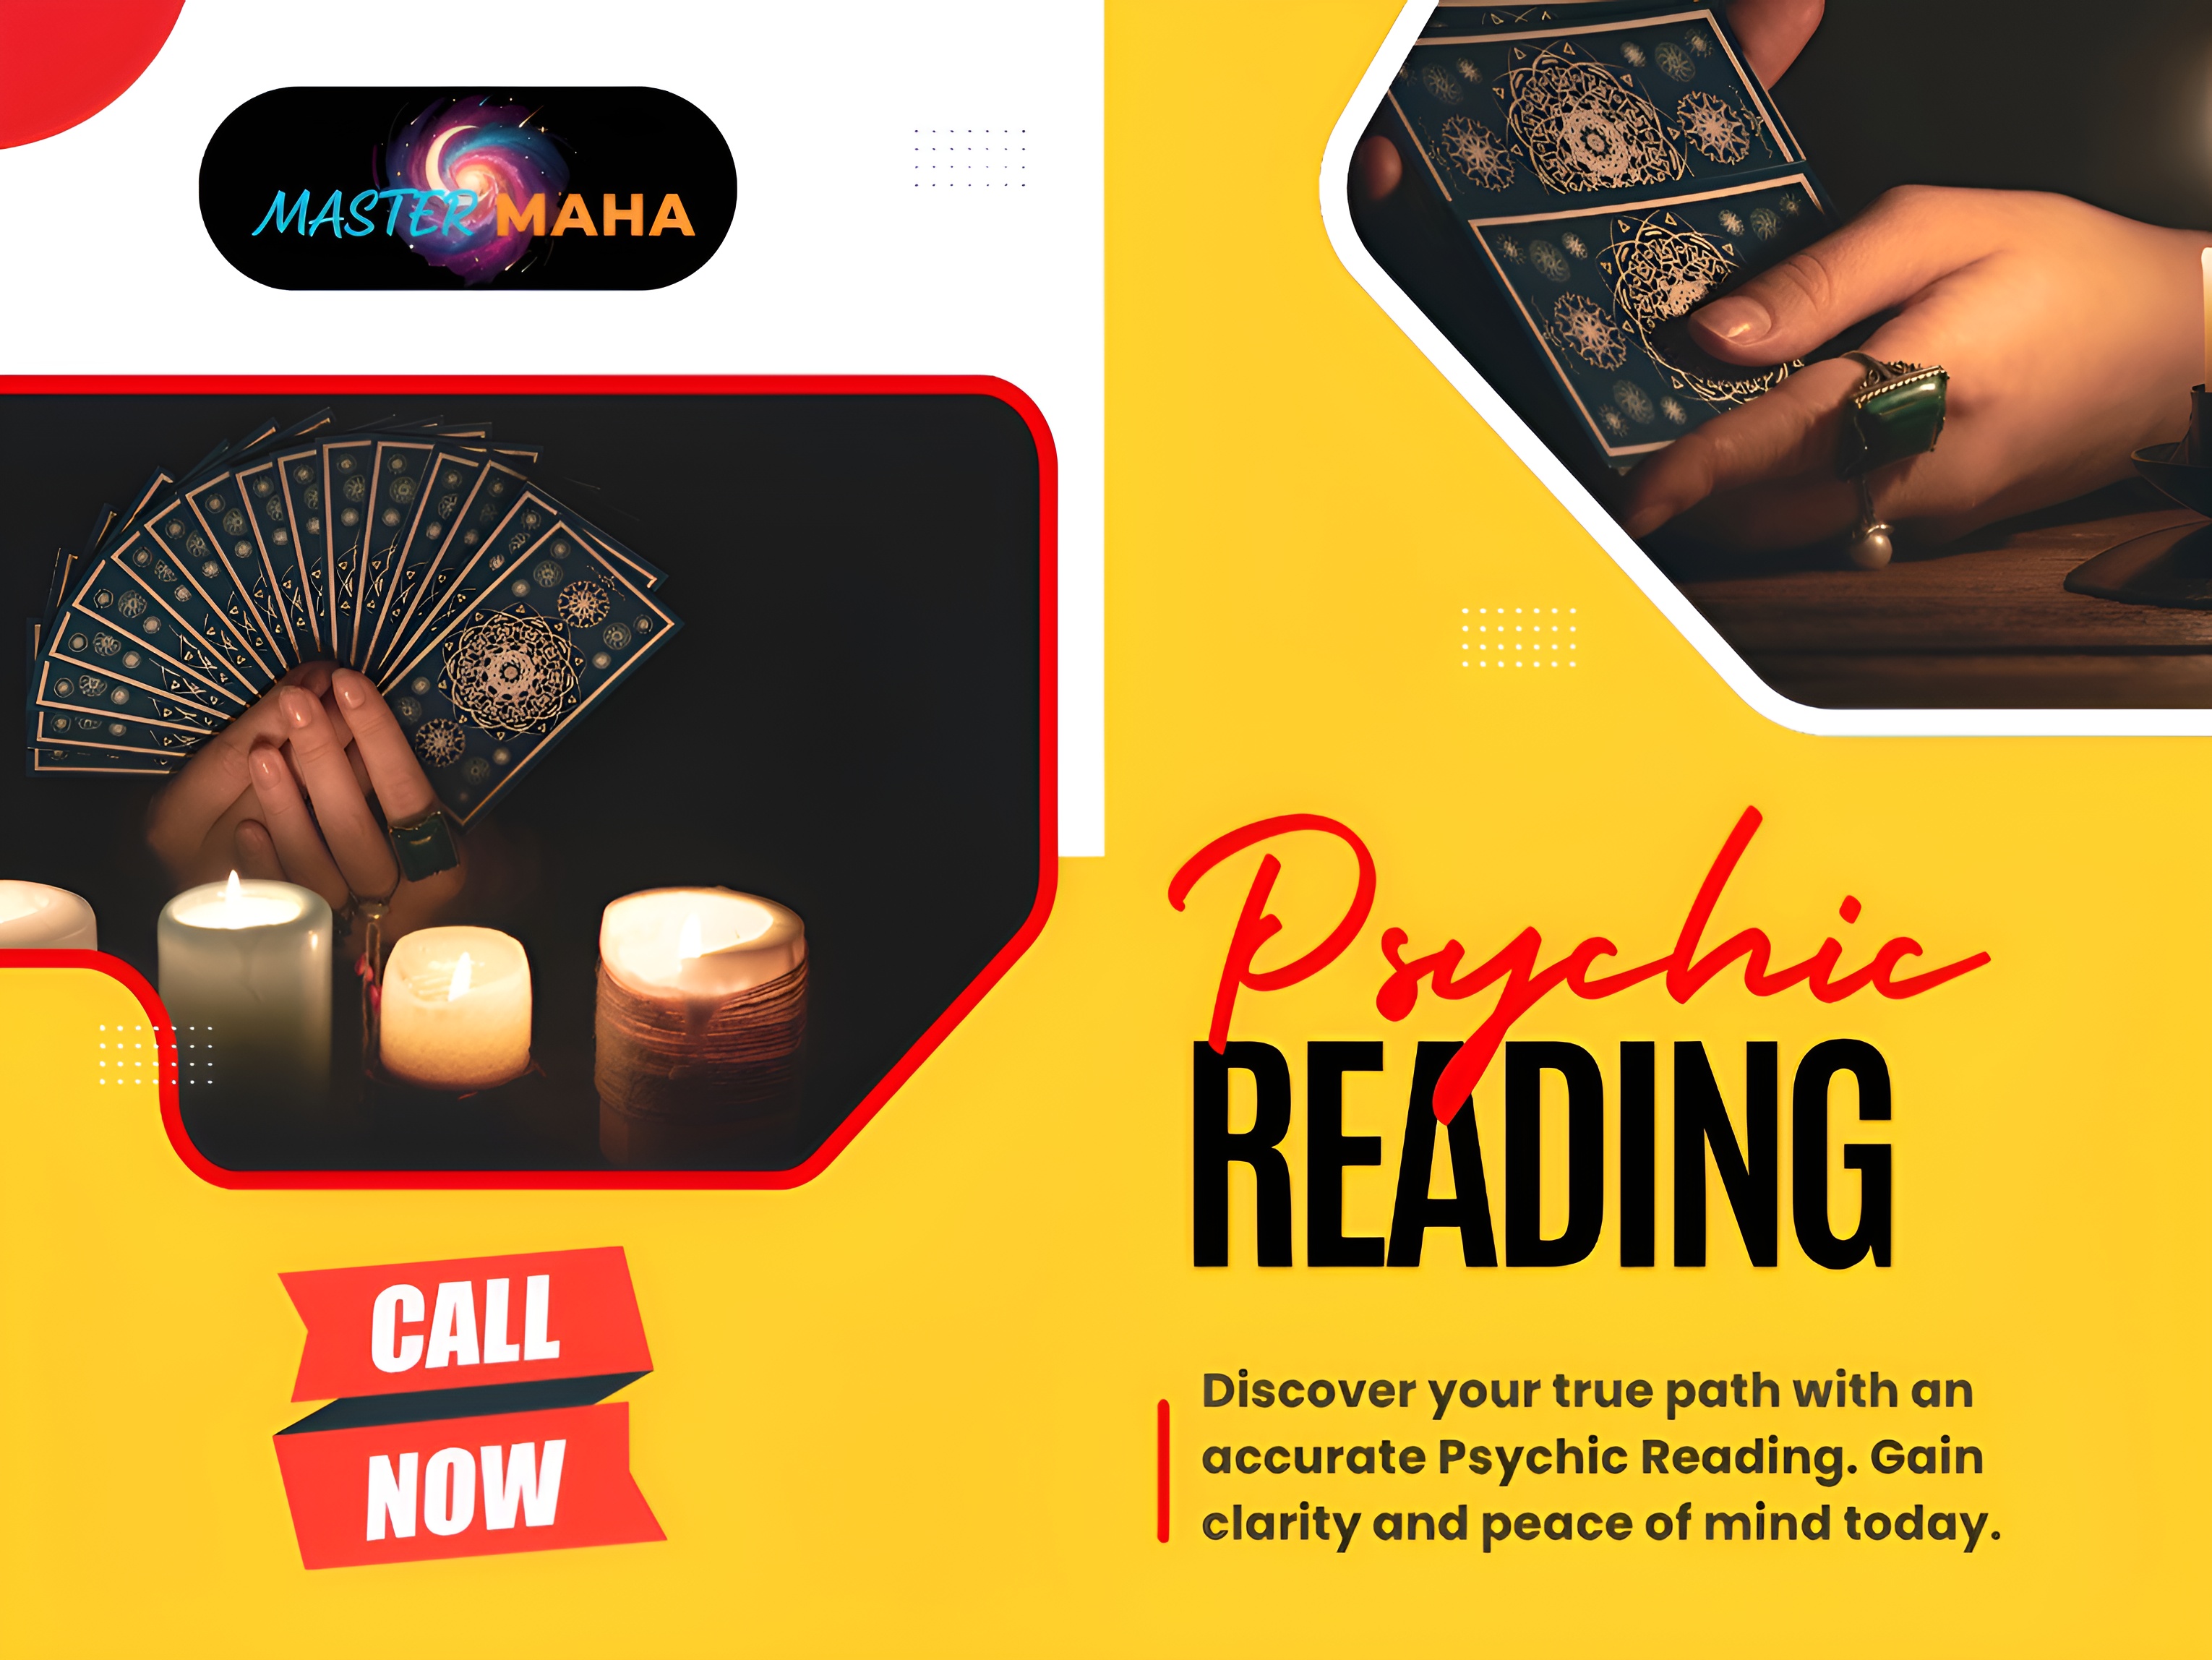 MASTER MAHA
Psychic
READING
Discover your true path with an
accurate Psychic Reading. Gain
clarity and peace of mind today.
CALL
NOW